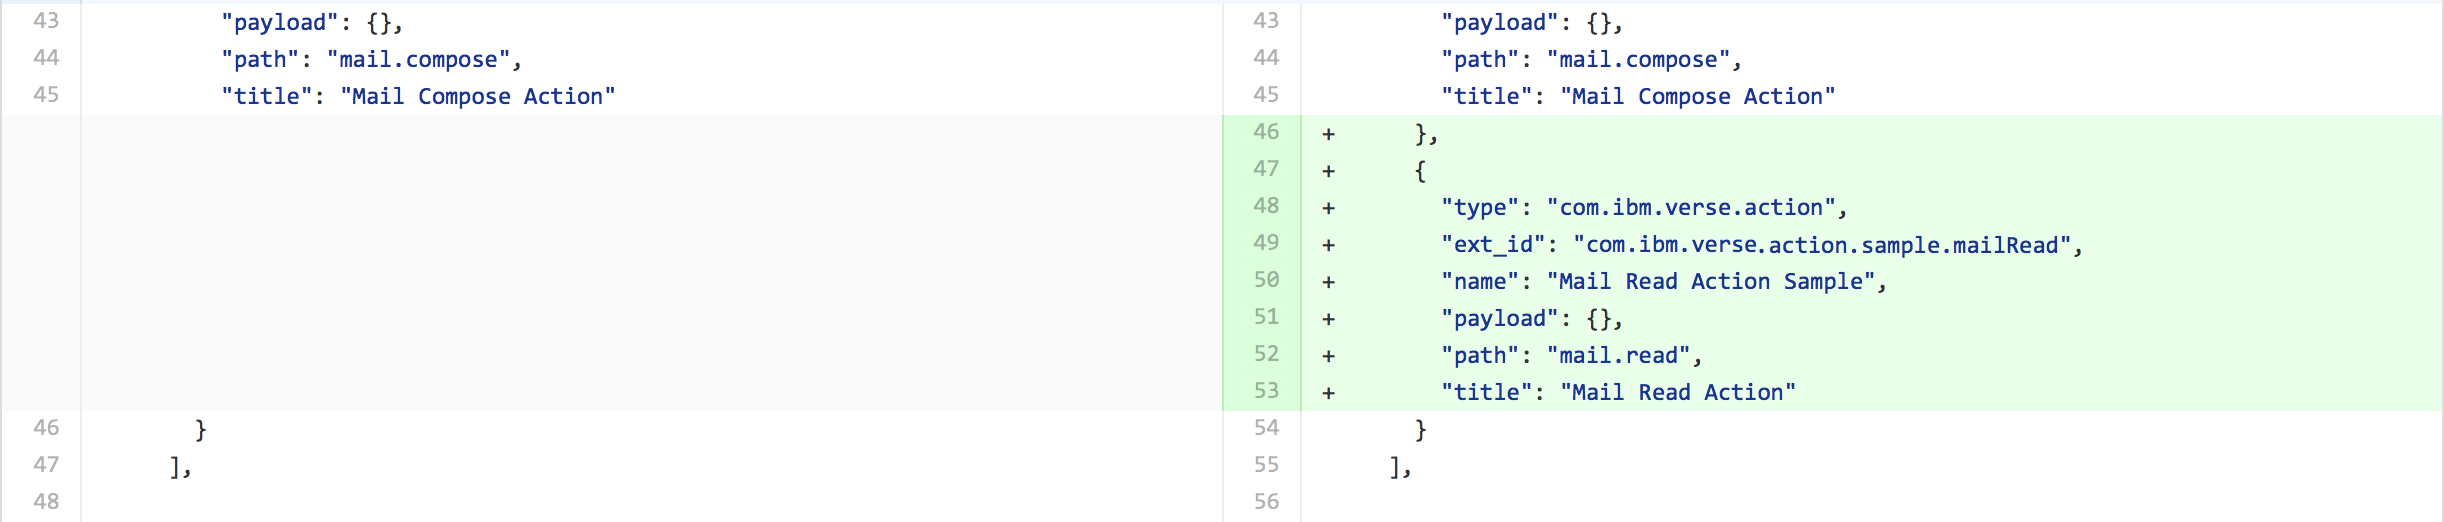 43 "payload": {},
44 "path": "mail.compose",
45 "title": "Mail Compose Action"
46 }
47 ],
48
43 "payload": {},
44 "path": "mail.compose",
45 "title": "Mail Compose Action"
46 + },
47 + {
48 + "type": "com.ibm.verse.action",
49 + "ext_id": "com.ibm.verse.action.sample.mailRead",
50 + "name": "Mail Read Action Sample",
51 + "payload": {},
52 + "path": "mail.read",
53 + "title": "Mail Read Action"
54 }
55 ],
56